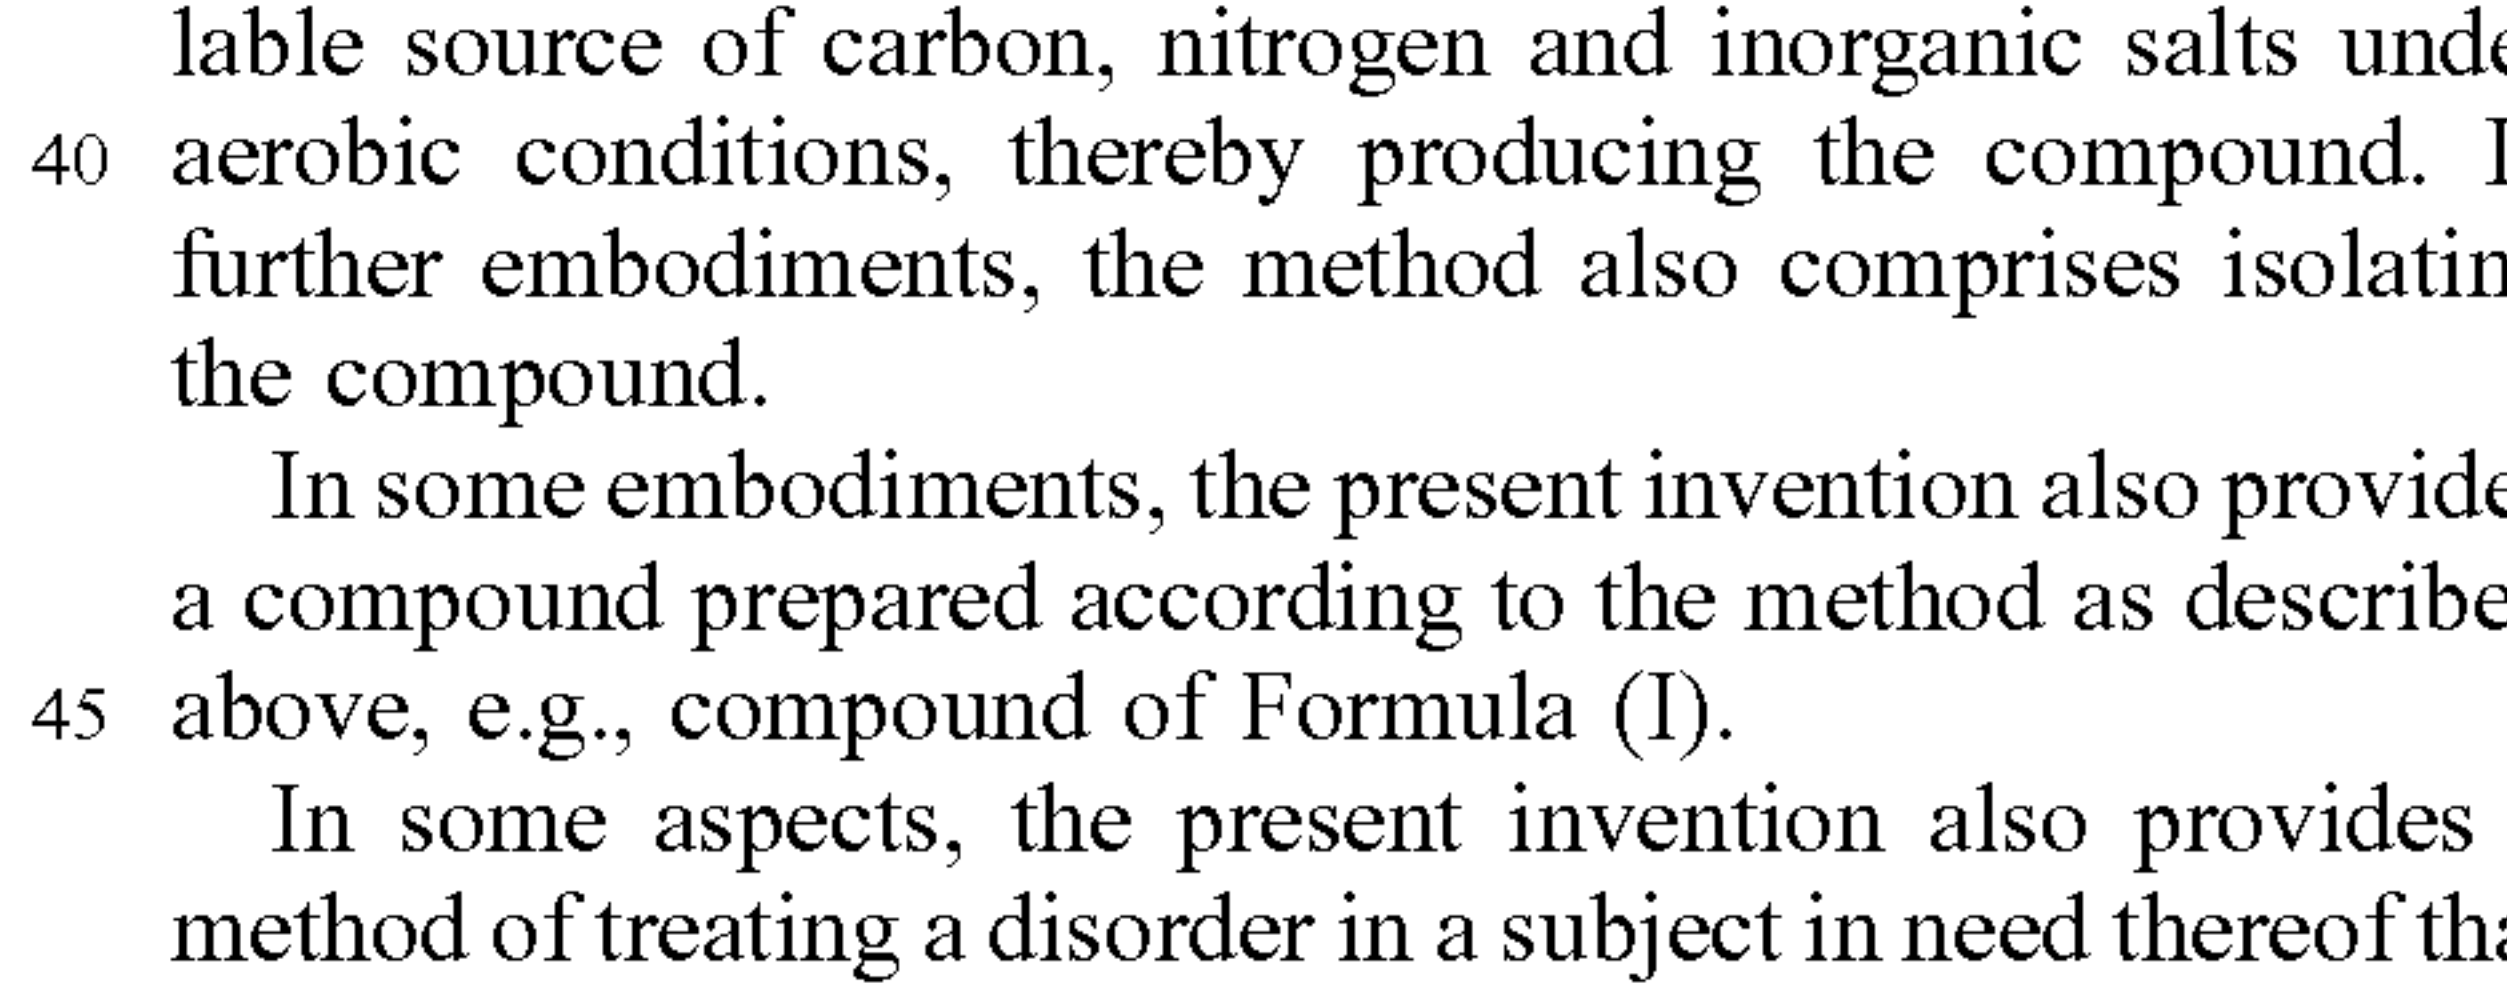 lable source of carbon, nitrogen and inorganic salts unde
40 aerobic conditions, thereby producing the compound. I
further embodiments, the method also comprises isolatin
the compound.
In some embodiments, the present invention also provide
a compound prepared according to the method as describe
45 above, e.g., compound of Formula (I).
In some aspects, the present invention also provides
method of treating a disorder in a subject in need thereof tha